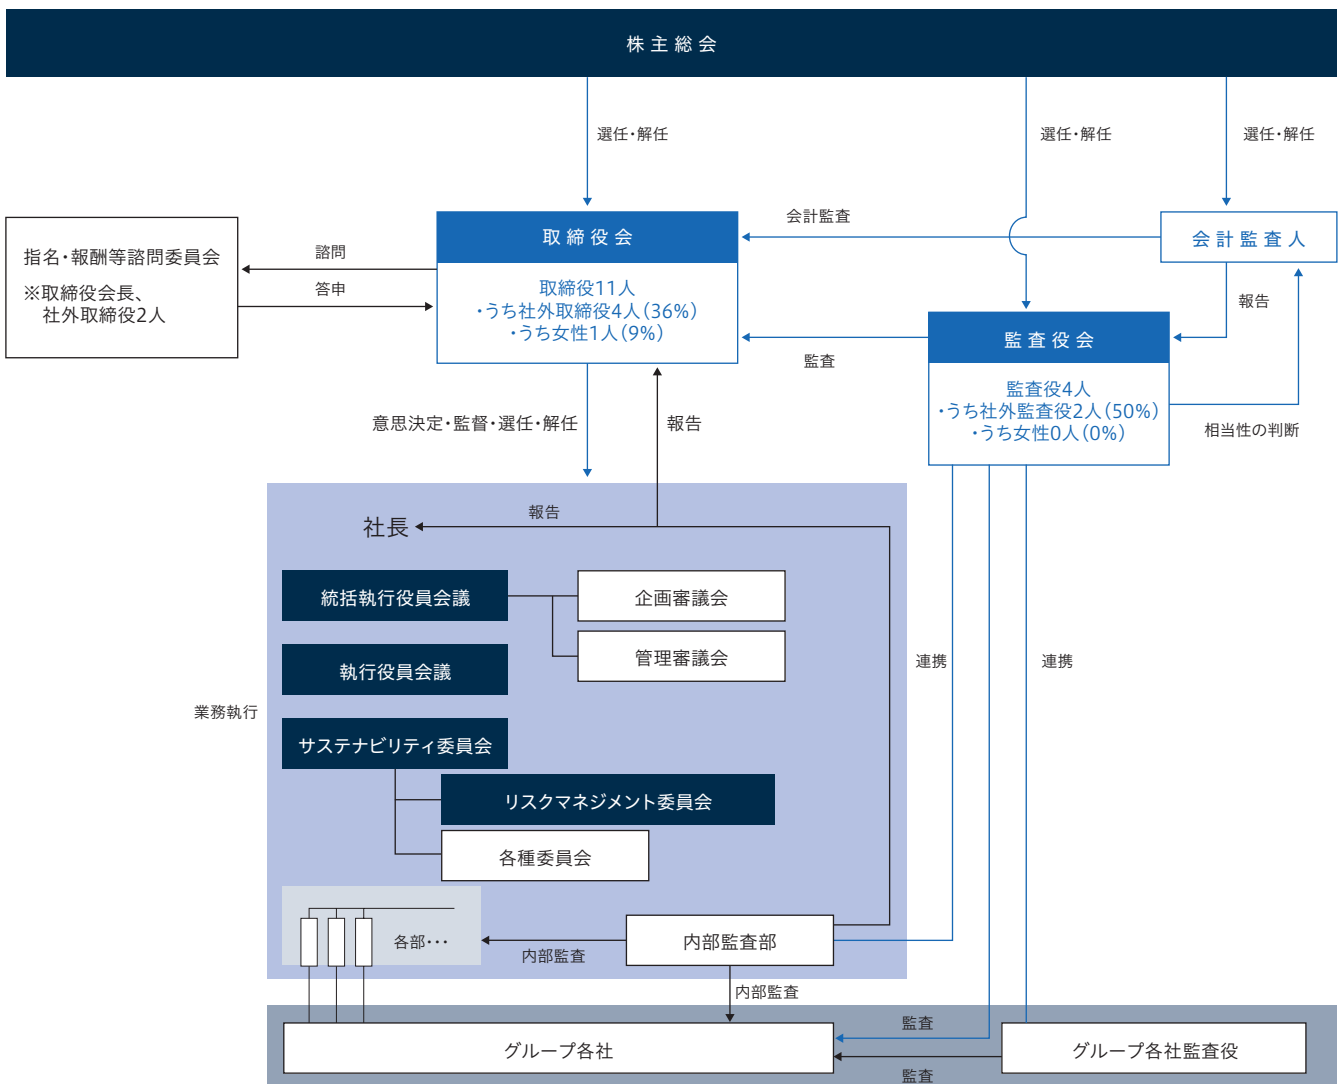 株主総会
選任・解任
選任・解任
選任・解任
会計監査
取締役会
会計監査人
指名・報酬等諮問委員会
※取締役会長、
社外取締役2人
諮問
答申
取締役11人
・うち社外取締役4人(36%)
・うち女性1人(9%)
報告
監査役会
監査
監査役4人
・うち社外監査役2人(50%)
・うち女性0人(0%)
相当性の判断
意思決定・監督・選任・解任
報告
社長
報告
統括執行役員会議
企画審議会
管理審議会
執行役員会議
連携
連携
業務執行
サステナビリティ委員会
リスクマネジメント委員会
各種委員会
各部・・・
内部監査
内部監査部
内部監査
グループ各社
監査
監査
グループ各社監査役